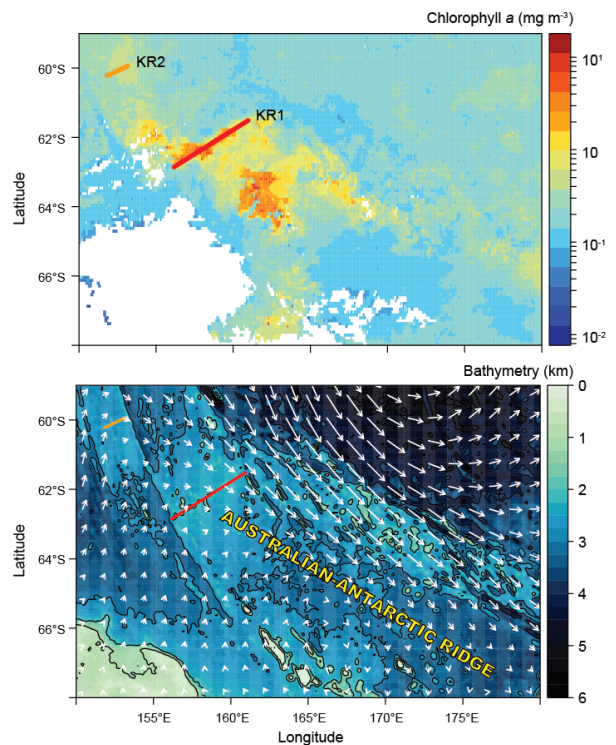 Chlorophyll a (mg m⁻³)
60°S
62°S
64°S
66°S
Latitude
KR2
KR1
10¹
10
10⁻¹
10⁻²
Bathymetry (km)
60°S
62°S
64°S
66°S
Latitude
AUSTRALIAN ANTARCTIC RIDGE
0
1
2
3
4
5
6
155°E
160°E
165°E
170°E
175°E
Longitude